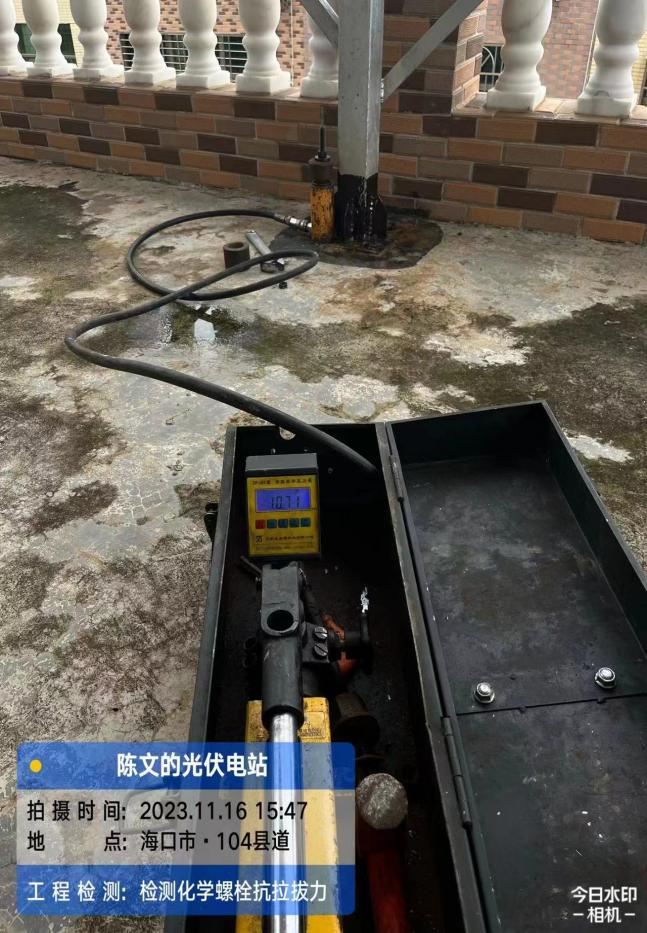 10.71
陈文的光伏电站
拍摄时间: 2023.11.16 15:47
地点: 海口市·104县道
工程检测: 检测化学螺栓抗拉拔力
今日水印
-相机-